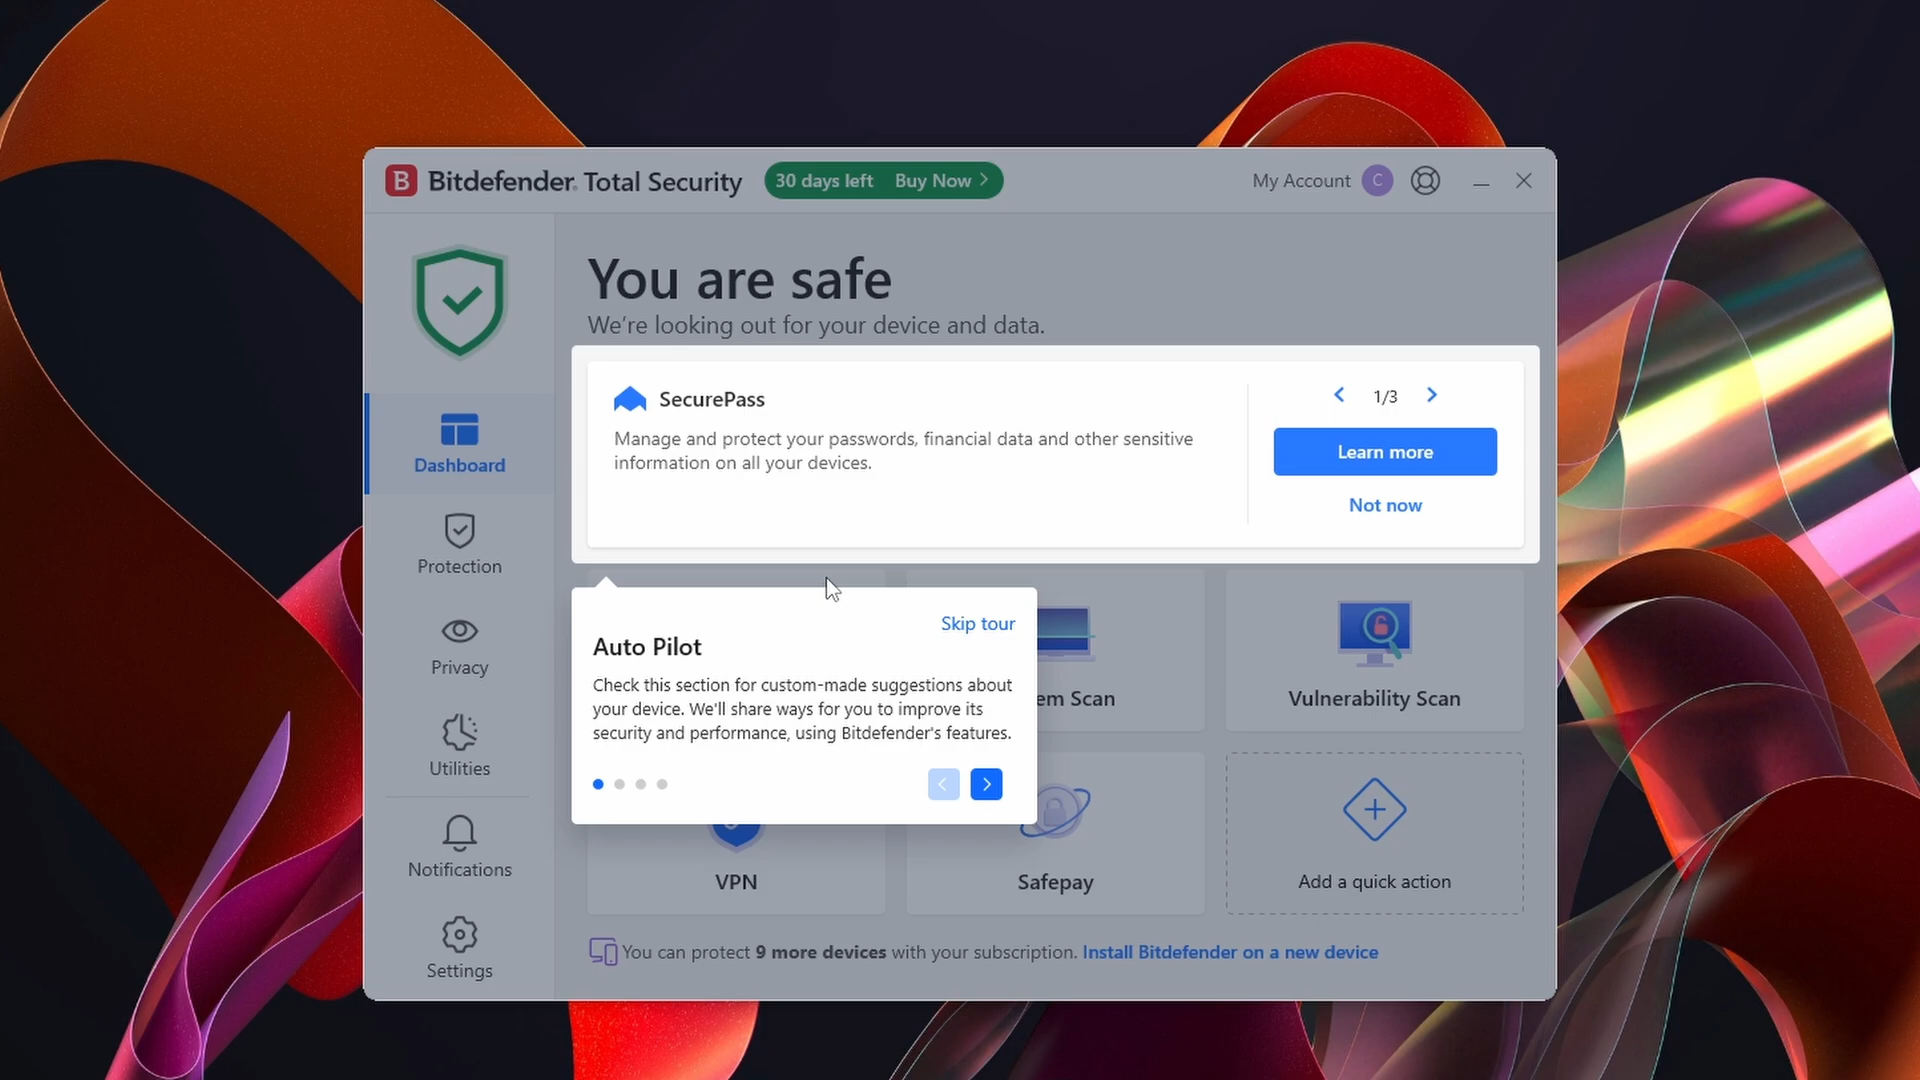 B Bitdefender Total Security
30 days left Buy Now
My Account C
You are safe
We're looking out for your device and data.
Dashboard
Protection
Privacy
Utilities
Notifications
Settings
SecurePass
Manage and protect your passwords, financial data and other sensitive
information on all your devices.
1/3
Learn more
Not now
Skip tour
Auto Pilot
Check this section for custom-made suggestions about
your device. We'll share ways for you to improve its
security and performance, using Bitdefender's features.
em Scan
Vulnerability Scan
VPN
Safepay
Add a quick action
You can protect 9 more devices with your subscription. Install Bitdefender on a new device